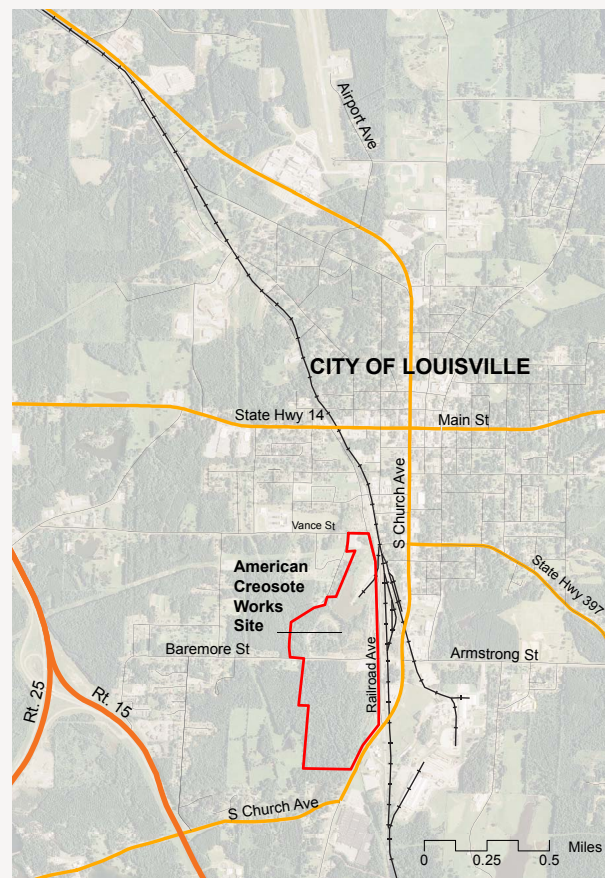 Airport Ave
CITY OF LOUISVILLE
State Hwy 14
Main St
S Church Ave
Vance St
American
Creosote
Works
Site
State Hwy 397
Baremore St
Railroad Ave
Armstrong St
Rt. 25
Rt. 15
S Church Ave
Miles
0 0.25 0.5